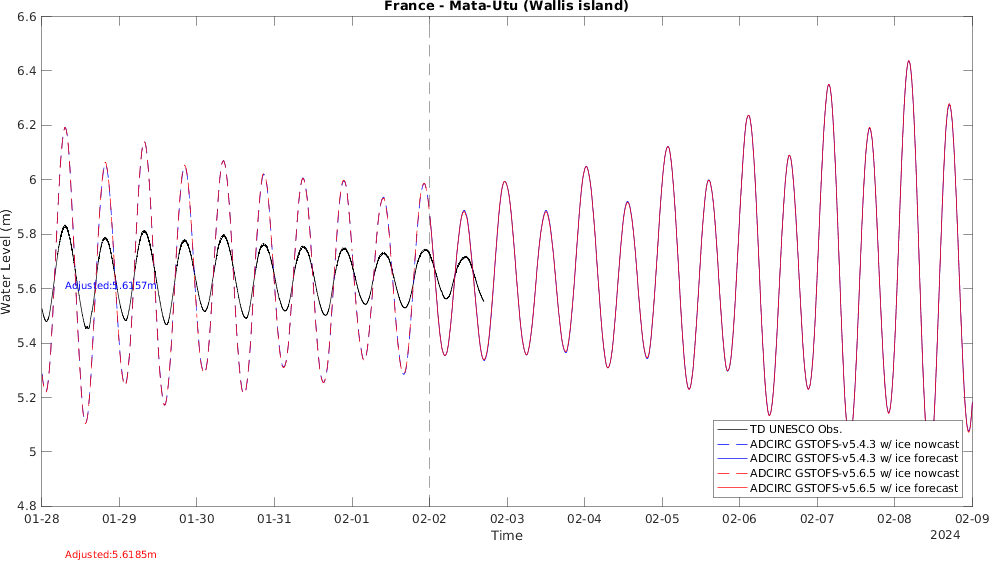 France - Mata-Utu (Wallis island)
6.6
6.4
6.2
6
5.8
5.6
5.4
5.2
5
4.8
Water Level (m)
Adjusted:5.6157m
TD UNESCO Obs.
ADCIRC GSTOFS-v5.4.3 w/ ice nowcast
ADCIRC GSTOFS-v5.4.3 w/ ice forecast
ADCIRC GSTOFS-v5.6.5 w/ ice nowcast
ADCIRC GSTOFS-v5.6.5 w/ ice forecast
01-28 01-29 01-30 01-31 02-01 02-02 02-03 02-04 02-05 02-06 02-07 02-08 02-09
Time
2024
Adjusted:5.6185m